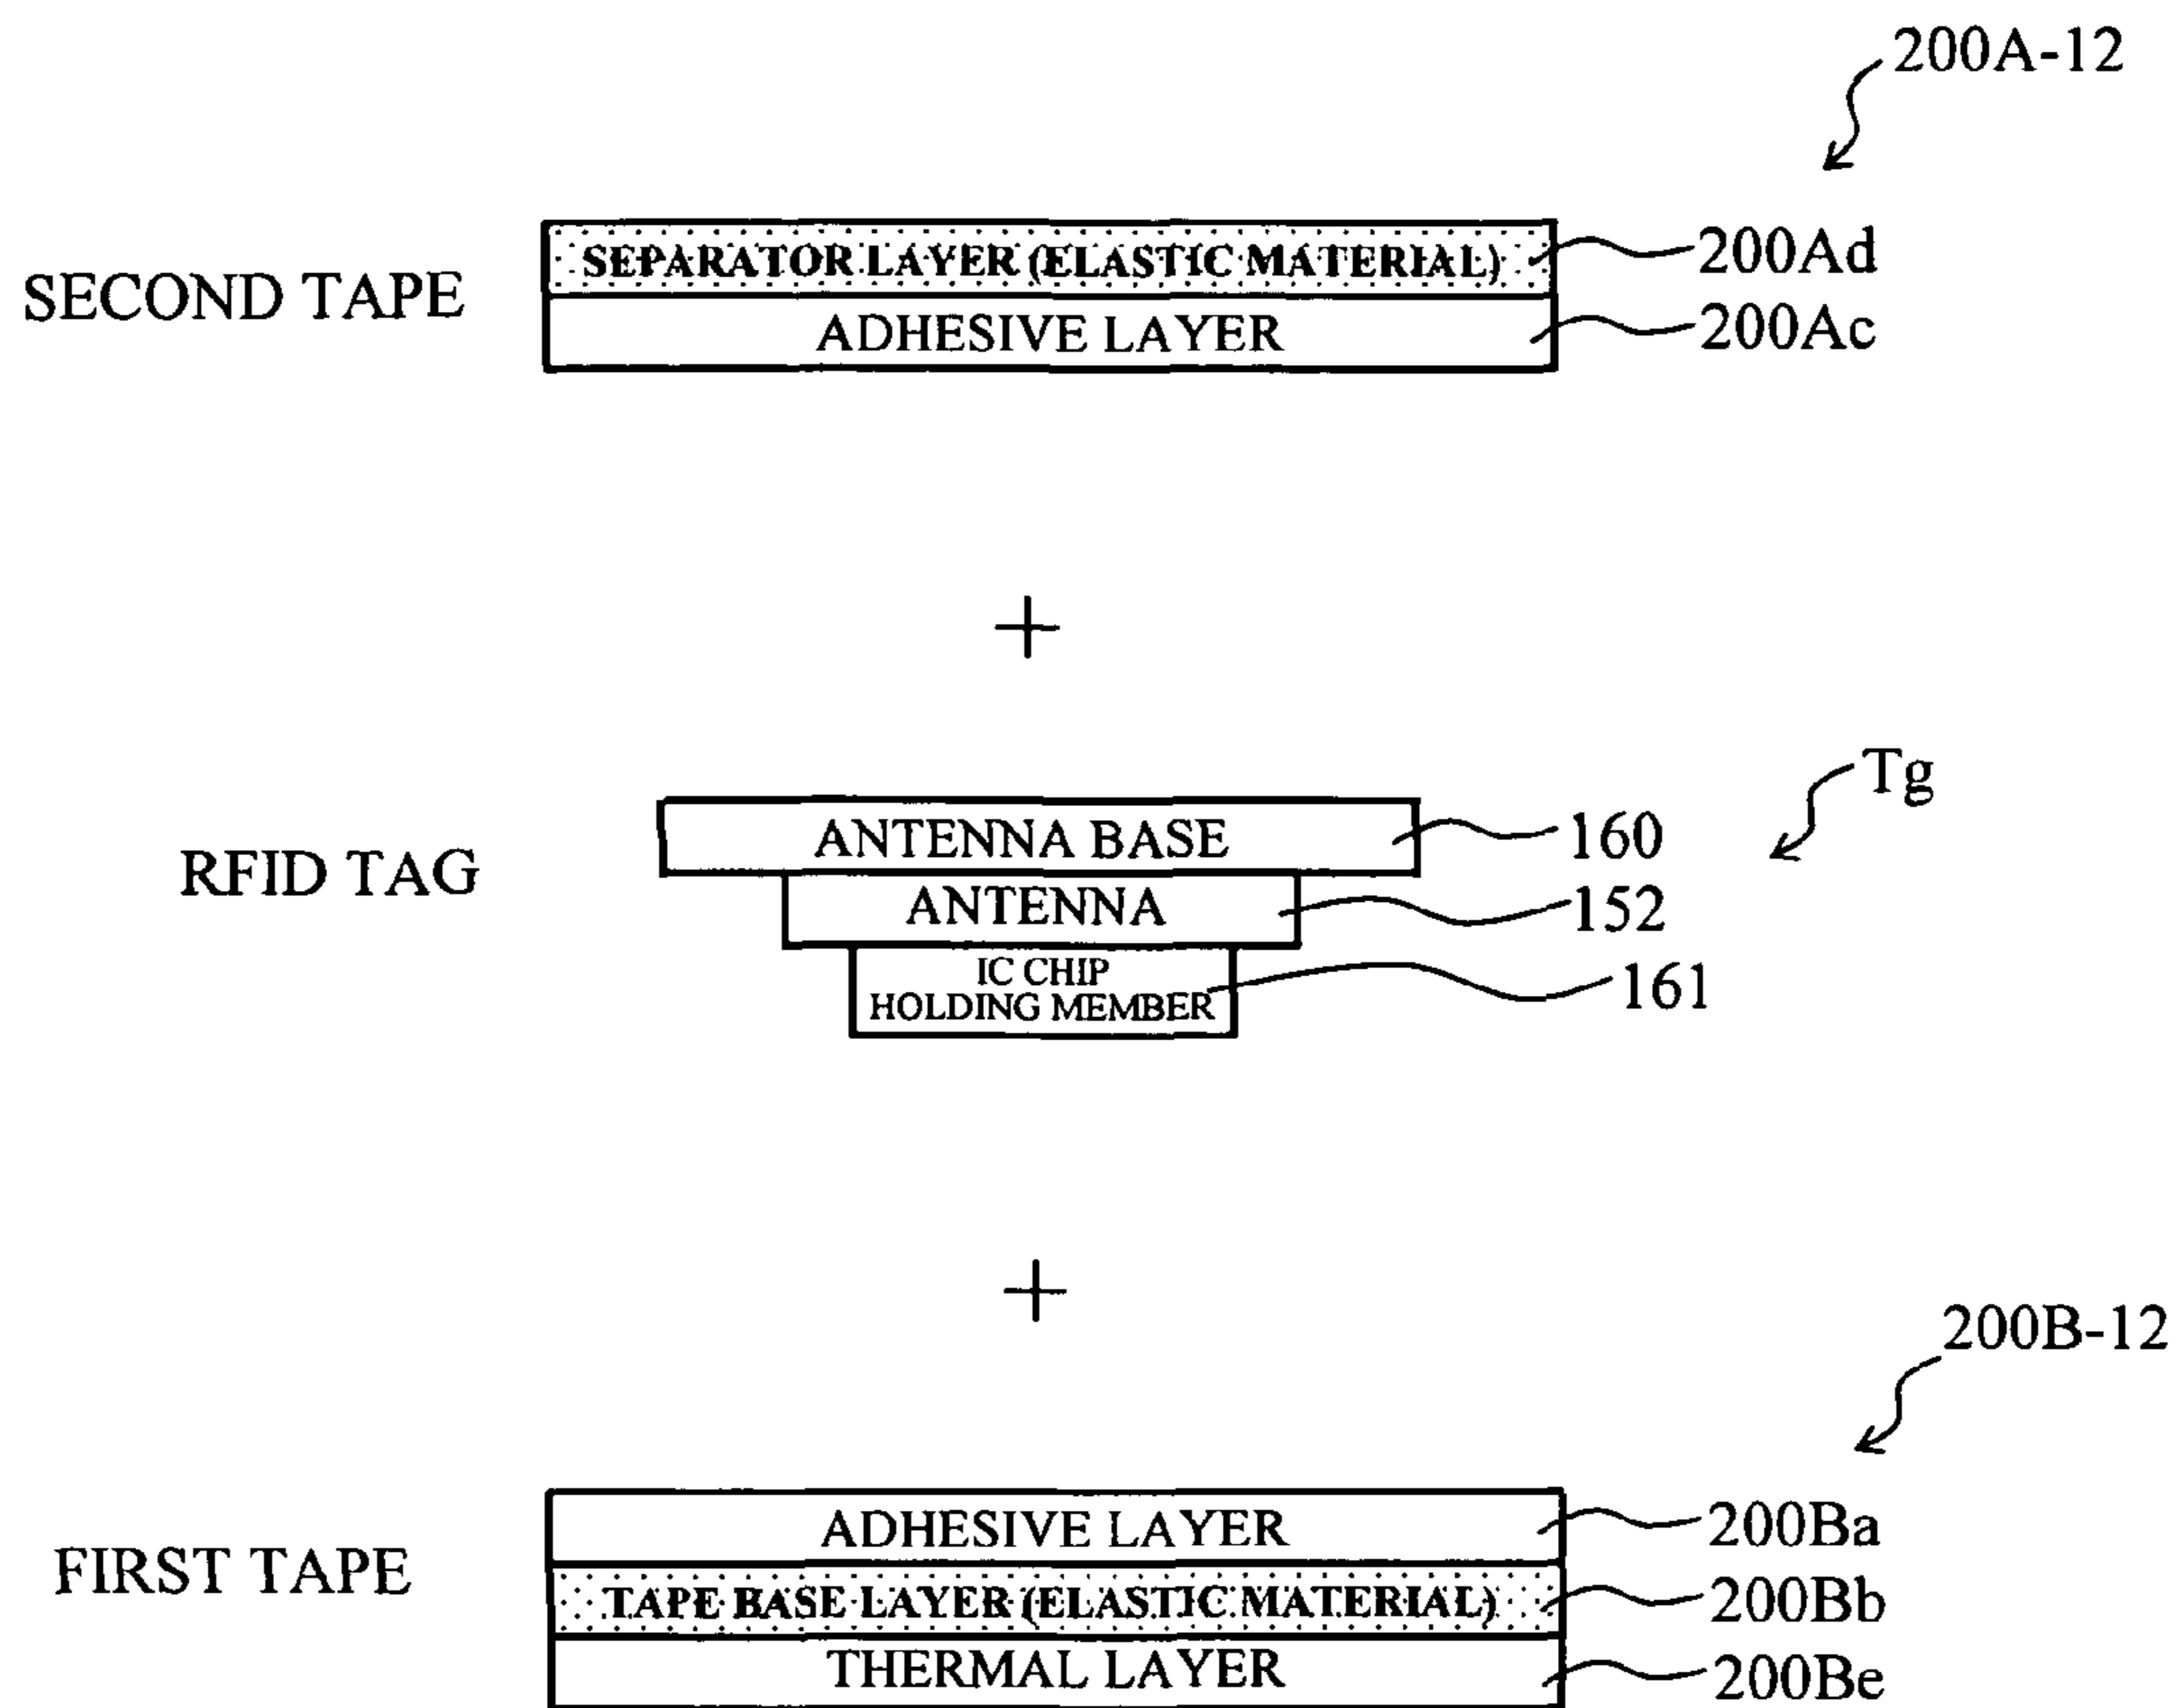 200A-12
SEPARATOR LAYER (ELASTIC MATERIAL)
200Ad
SECOND TAPE
ADHESIVE LAYER
200Ac
+
Tg
ANTENNA BASE
160
RFID TAG
ANTENNA
152
IC CHIP
HOLDING MEMBER
161
+
200B-12
ADHESIVE LAYER
200Ba
FIRST TAPE
TAPE BASE LAYER (ELASTIC MATERIAL)
200Bb
THERMAL LAYER
200Be